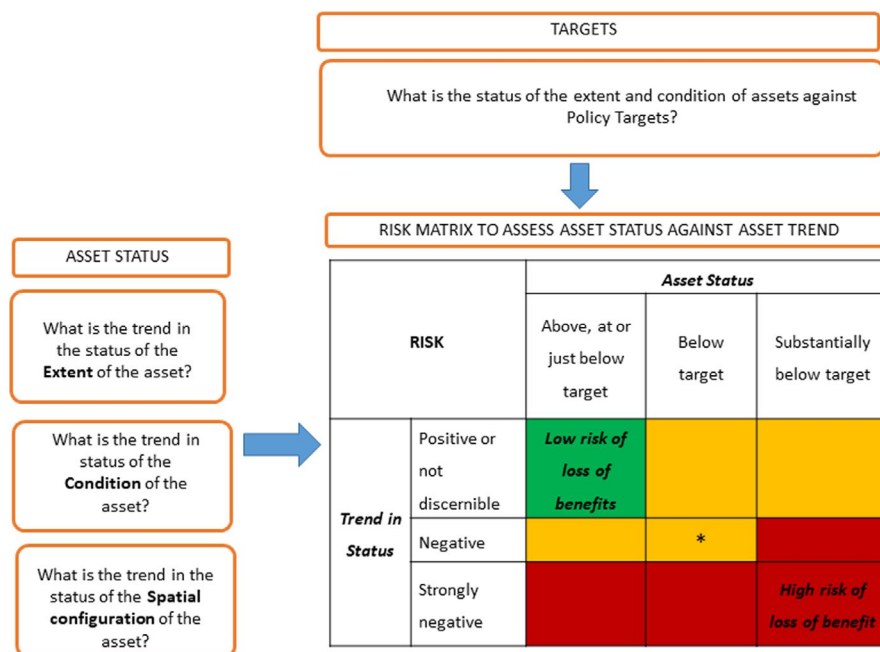 TARGETS
What is the status of the extent and condition of assets against
Policy Targets?
RISK MATRIX TO ASSESS ASSET STATUS AGAINST ASSET TREND
ASSET STATUS
What is the trend in
the status of the
Extent of the asset?
What is the trend in
status of the
Condition of the
asset?
What is the trend in the
status of the Spatial
configuration of the
asset?
RISK
Asset Status
Above, at or
just below
target
Below
target
Substantially
below target
Trend in
Status
Positive or
not
discernible
Low risk of
loss of
benefits
Negative
*
Strongly
negative
High risk of
loss of benefit